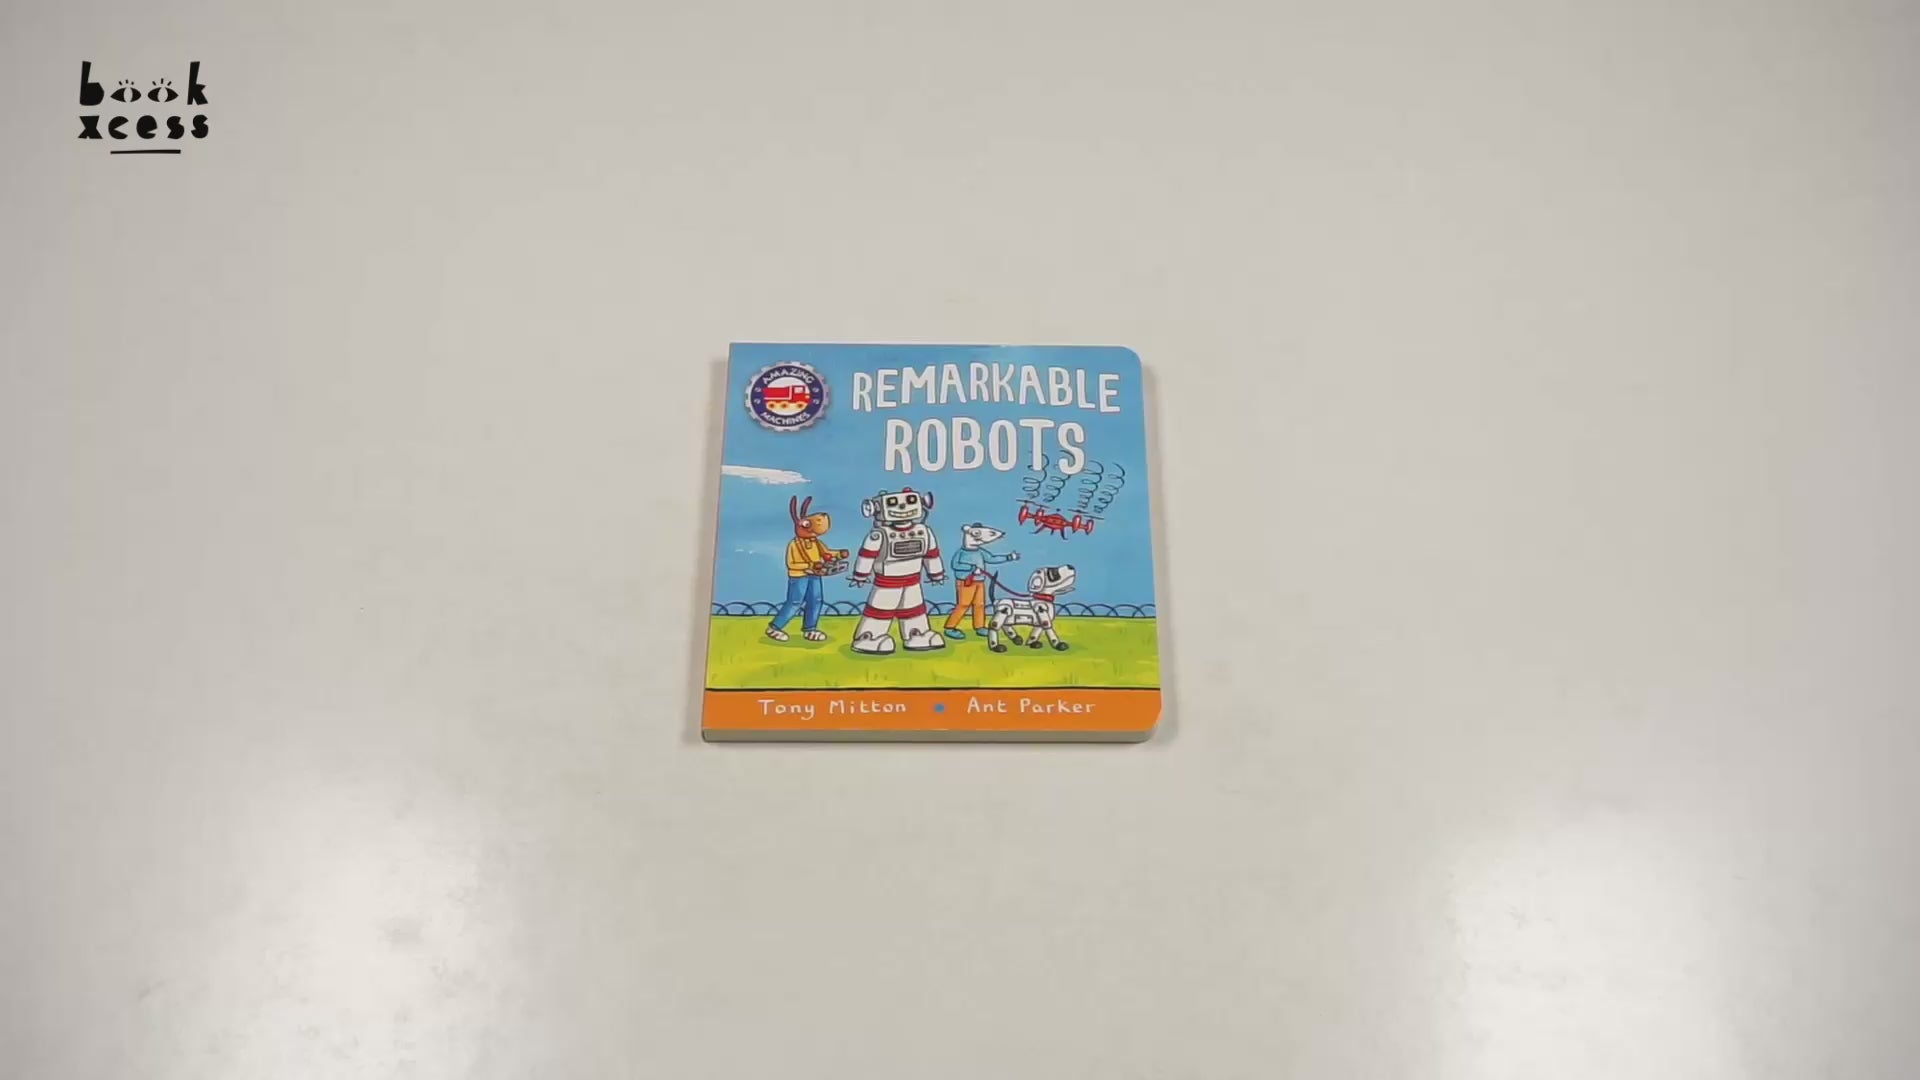 book
xcess
AMAZING
MACHINES
REMARKABLE
ROBOTS
Tony Mitton • Ant Parker